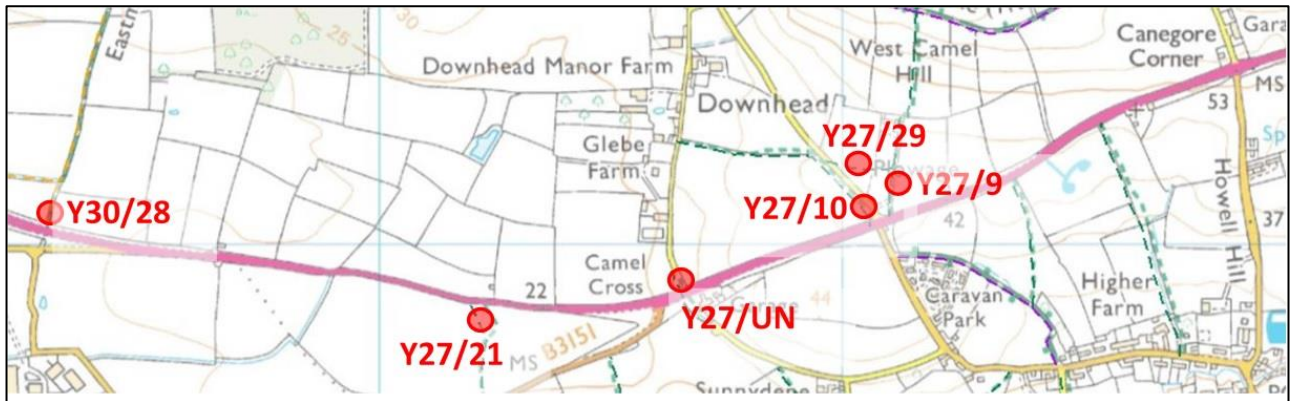 Eastm
25
30
Downhead Manor Farm
West Camel
Hill
Canegore
Corner
Gara
MS
53
Downhead
Glebe
Farm
Y27/29
Y27/9
Y27/10
Y30/28
42
Howell Hill
37
Sp
Camel
Cross
22
Y27/UN
Garage
44
Caravan
Park
Higher
Farm
Y27/21
MS
B3151
Sunnydene